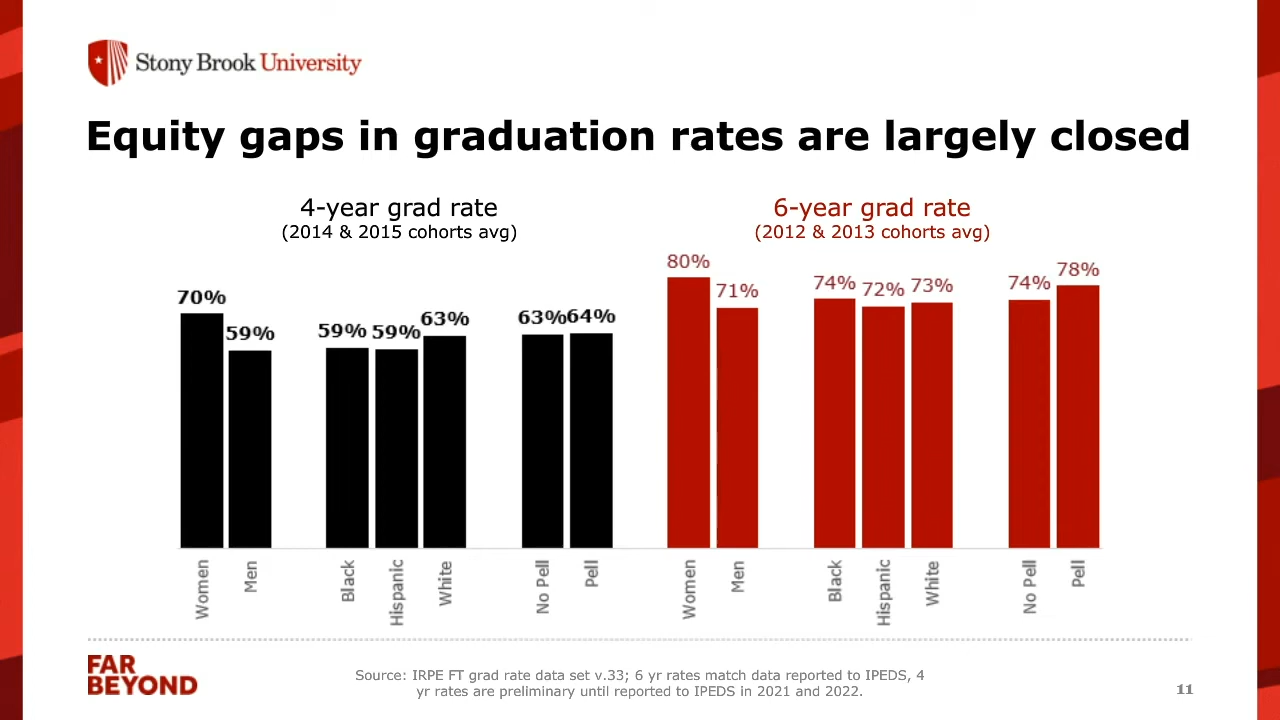 Stony Brook University
Equity gaps in graduation rates are largely closed
4-year grad rate
(2014 & 2015 cohorts avg)
70%
59%
59%
59%
63%
63%
64%
Women
Men
Black
Hispanic
White
No Pell
Pell
6-year grad rate
(2012 & 2013 cohorts avg)
80%
71%
74%
72%
73%
74%
78%
Women
Men
Black
Hispanic
White
No Pell
Pell
FAR
BEYOND
Source: IRPE FT grad rate data set v.33; 6 yr rates match data reported to IPEDS, 4
yr rates are preliminary until reported to IPEDS in 2021 and 2022.
11